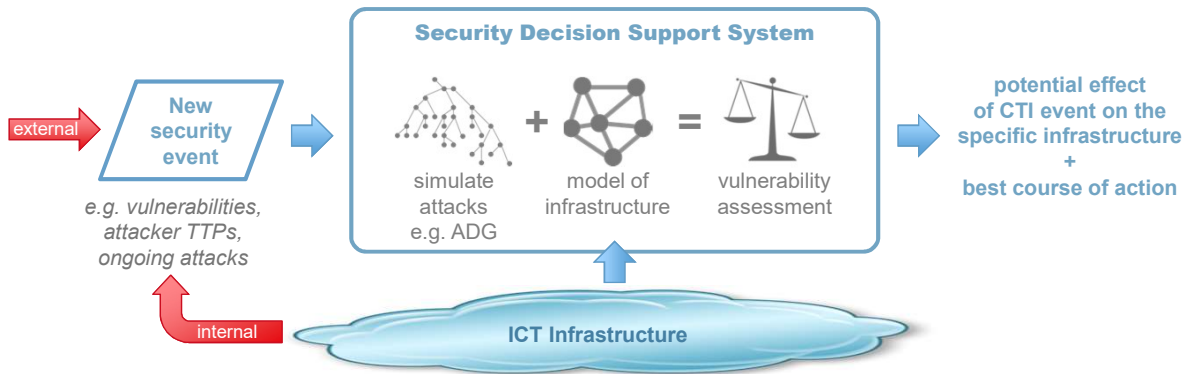 Security Decision Support System
external
New
security
event
e.g. vulnerabilities,
attacker TTPs,
ongoing attacks
internal
+
=
simulate
attacks
e.g. ADG
model of
infrastructure
vulnerability
assessment
ICT Infrastructure
potential effect
of CTI event on the
specific infrastructure
+
best course of action